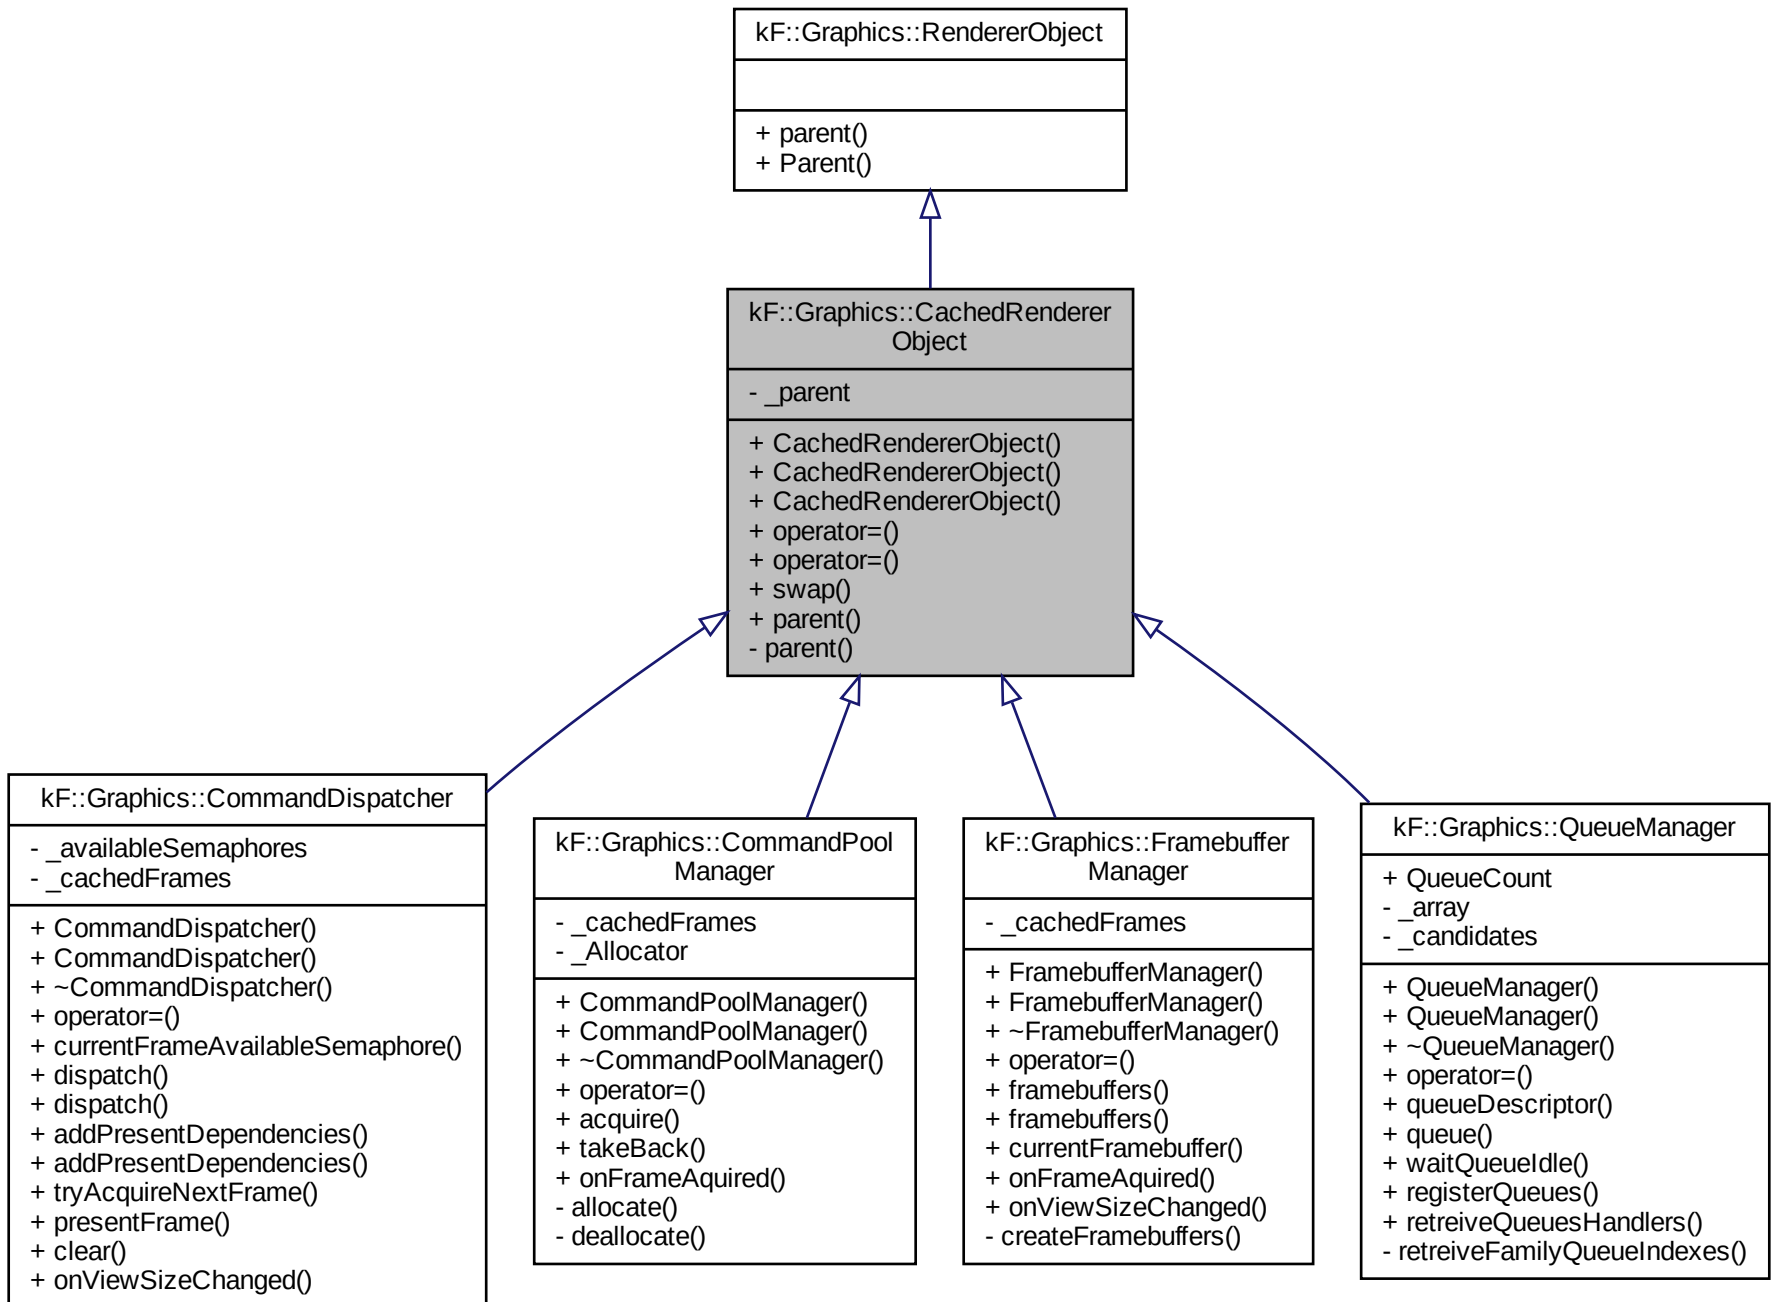 kF::Graphics::RendererObject
+ parent()
+ Parent()
kF::Graphics::CachedRenderer
Object
- _parent
+ CachedRendererObject()
+ CachedRendererObject()
+ CachedRendererObject()
+ operator=()
+ operator=()
+ swap()
+ parent()
- parent()
kF::Graphics::CommandDispatcher
- _availableSemaphores
- _cachedFrames
+ CommandDispatcher()
+ CommandDispatcher()
+ ~CommandDispatcher()
+ operator=()
+ currentFrameAvailableSemaphore()
+ dispatch()
+ dispatch()
+ addPresentDependencies()
+ addPresentDependencies()
+ tryAcquireNextFrame()
+ presentFrame()
+ clear()
+ onViewSizeChanged()
kF::Graphics::CommandPool
Manager
- _cachedFrames
- _Allocator
+ CommandPoolManager()
+ CommandPoolManager()
+ ~CommandPoolManager()
+ operator=()
+ acquire()
+ takeBack()
+ onFrameAquired()
- allocate()
- deallocate()
kF::Graphics::Framebuffer
Manager
- _cachedFrames
+ FramebufferManager()
+ FramebufferManager()
+ ~FramebufferManager()
+ operator=()
+ framebuffers()
+ framebuffers()
+ currentFramebuffer()
+ onFrameAquired()
+ onViewSizeChanged()
- createFramebuffers()
kF::Graphics::QueueManager
+ QueueCount
- _array
- _candidates
+ QueueManager()
+ QueueManager()
+ ~QueueManager()
+ operator=()
+ queueDescriptor()
+ queue()
+ waitQueueIdle()
+ registerQueues()
+ retreiveQueuesHandlers()
- retreiveFamilyQueueIndexes()